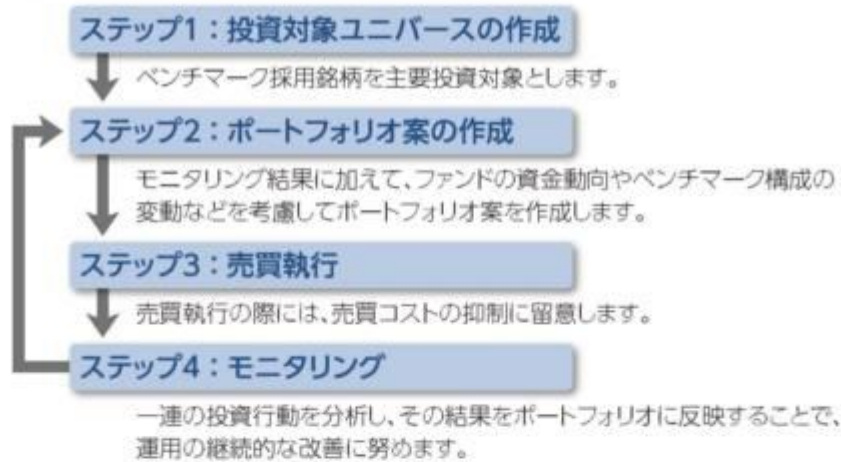 ステップ1：投資対象ユニバースの作成
ベンチマーク採用銘柄を主要投資対象とします。
ステップ2：ポートフォリオ案の作成
モニタリング結果に加えて、ファンドの資金動向やベンチマーク構成の
変動などを考慮してポートフォリオ案を作成します。
ステップ3：売買執行
売買執行の際には、売買コストの抑制に留意します。
ステップ4：モニタリング
一連の投資行動を分析し、その結果をポートフォリオに反映することで、
運用の継続的な改善に努めます。